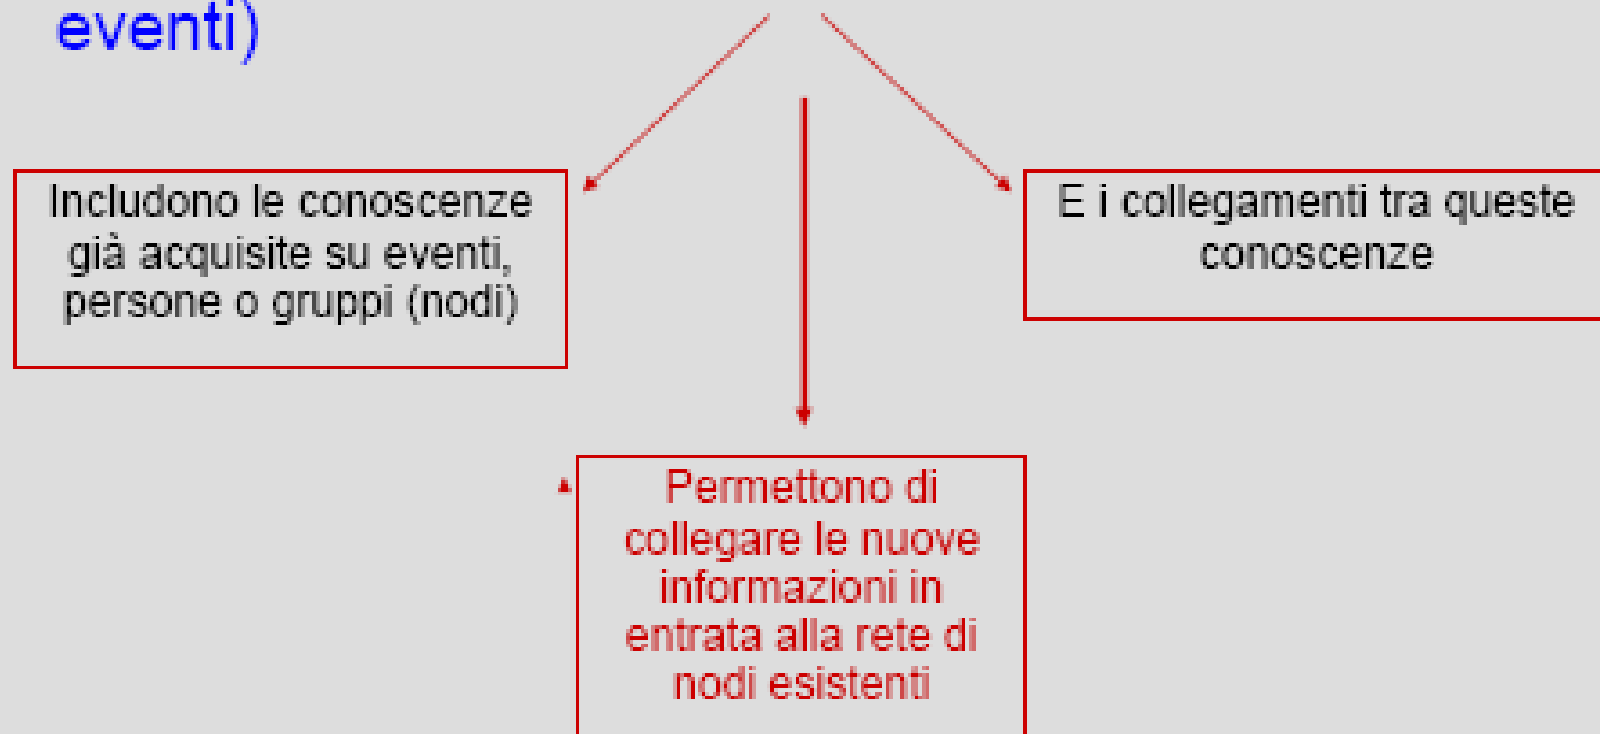 eventi)
Includono le conoscenze
già acquisite su eventi,
persone o gruppi (nodi)
E i collegamenti tra queste
conoscenze
Permettono di
collegare le nuove
informazioni in
entrata alla rete di
nodi esistenti